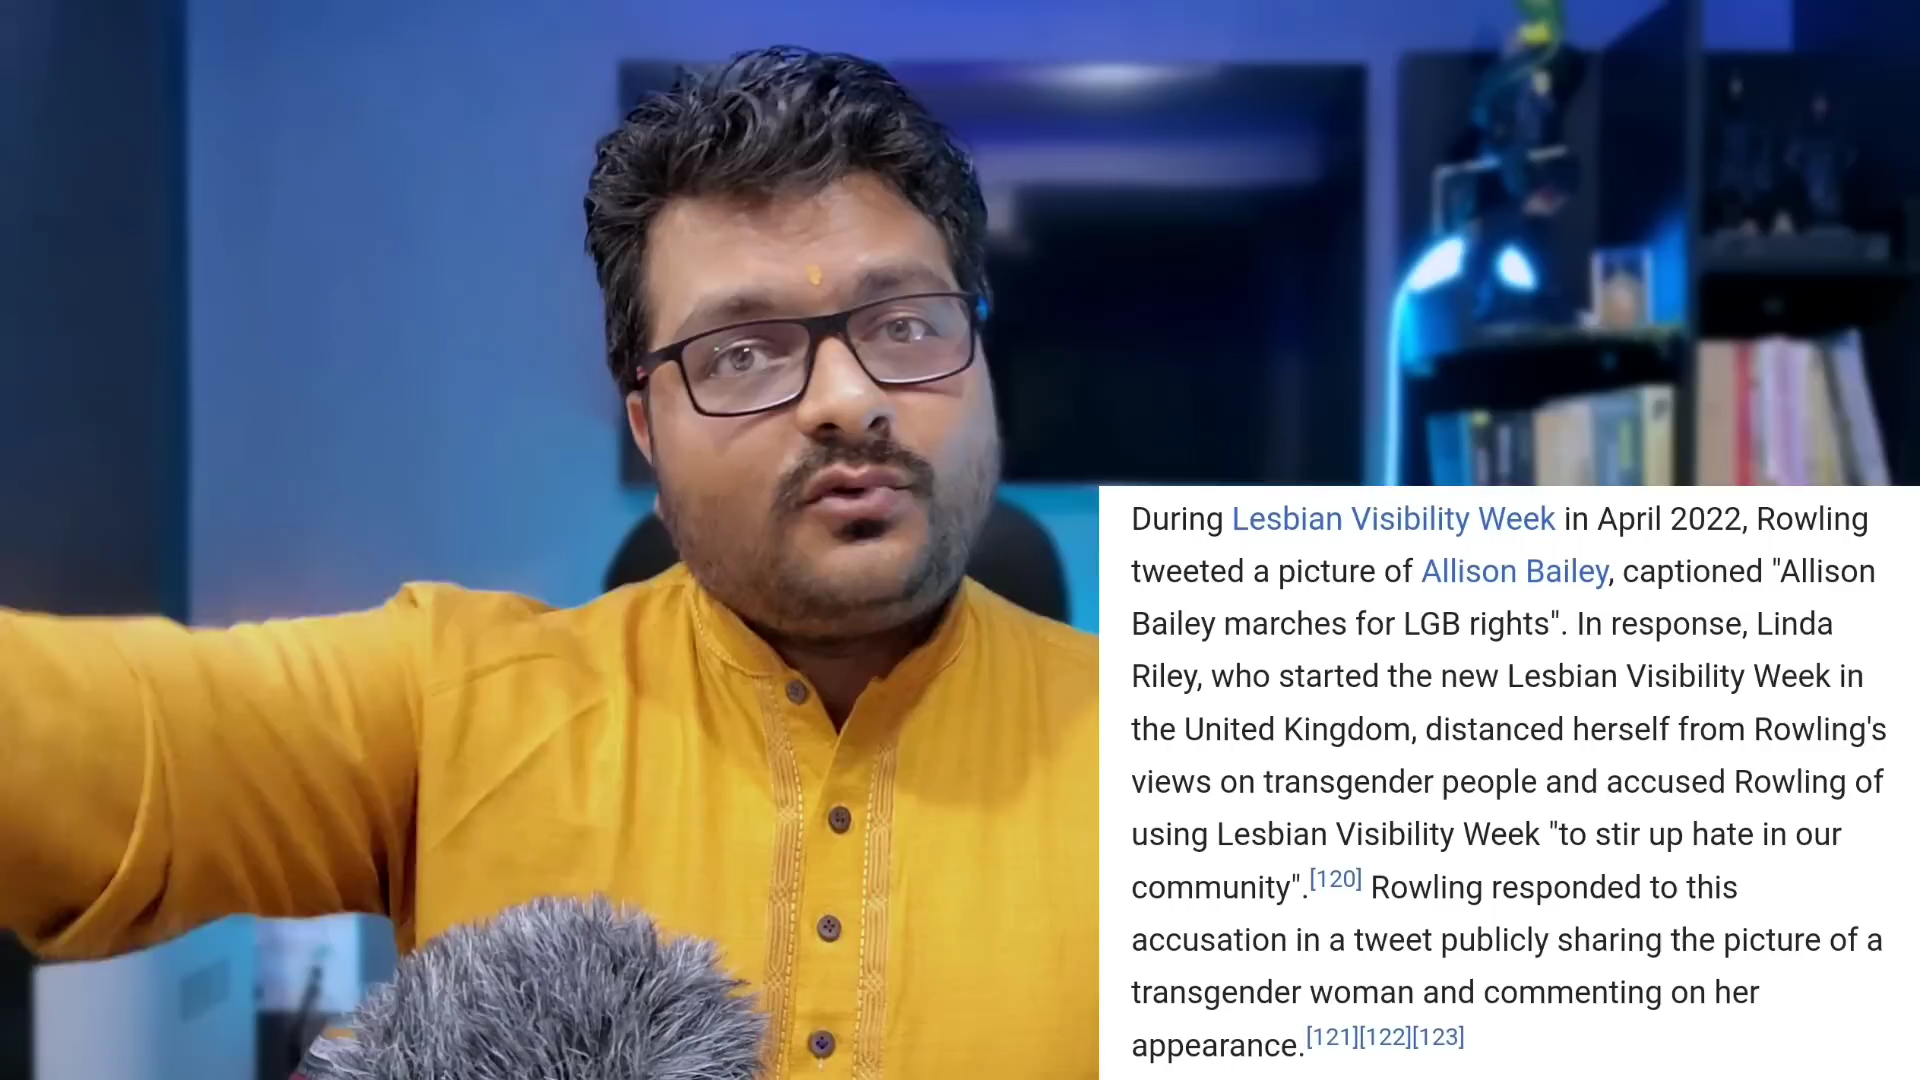 During Lesbian Visibility Week in April 2022, Rowling
tweeted a picture of Allison Bailey, captioned "Allison
Bailey marches for LGB rights". In response, Linda
Riley, who started the new Lesbian Visibility Week in
the United Kingdom, distanced herself from Rowling's
views on transgender people and accused Rowling of
using Lesbian Visibility Week "to stir up hate in our
community".[120] Rowling responded to this
accusation in a tweet publicly sharing the picture of a
transgender woman and commenting on her
appearance.[121][122][123]